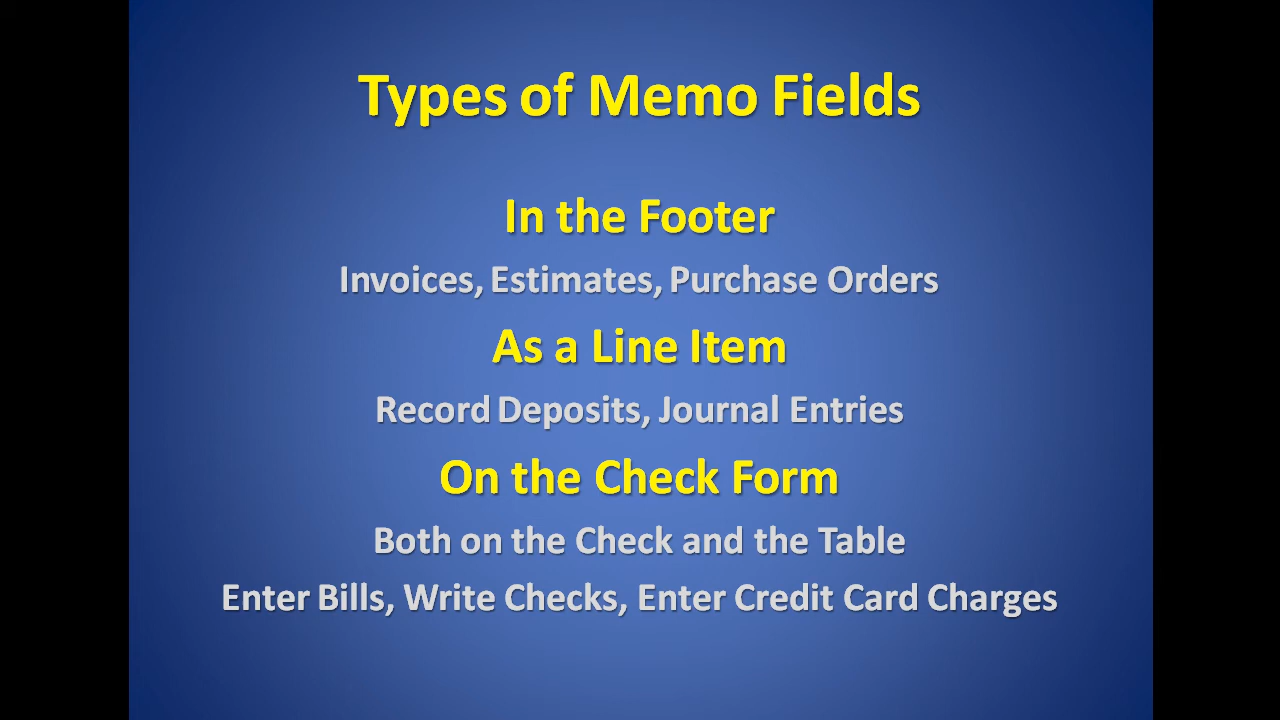 Types of Memo Fields
In the Footer
Invoices, Estimates, Purchase Orders
As a Line Item
Record Deposits, Journal Entries
On the Check Form
Both on the Check and the Table
Enter Bills, Write Checks, Enter Credit Card Charges